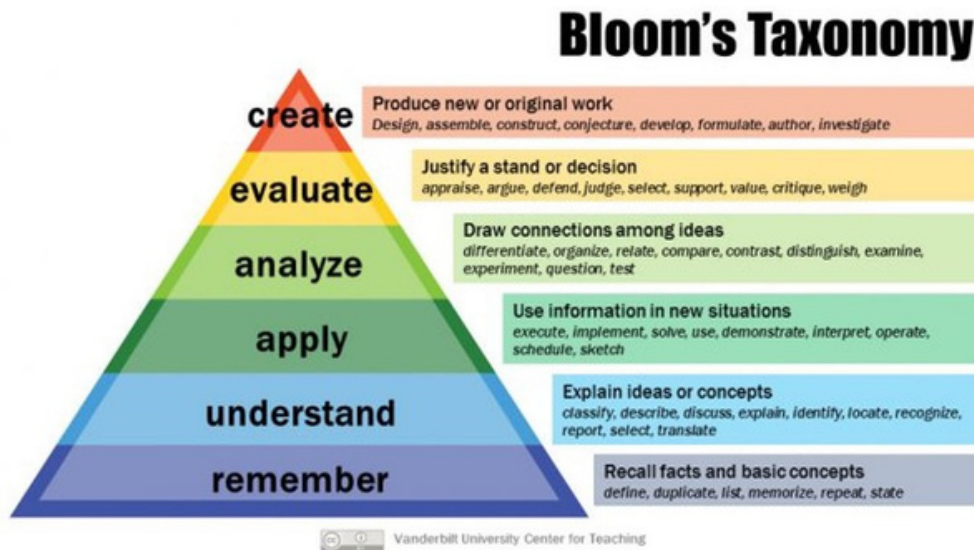 Bloom's Taxonomy
create
Produce new or original work
Design, assemble, construct, conjecture, develop, formulate, author, investigate
evaluate
Justify a stand or decision
appraise, argue, defend, judge, select, support, value, critique, weigh
analyze
Draw connections among ideas
differentiate, organize, relate, compare, contrast, distinguish, examine,
experiment, question, test
apply
Use information in new situations
execute, implement, solve, use, demonstrate, interpret, operate,
schedule, sketch
understand
Explain ideas or concepts
classify, describe, discuss, explain, identify, locate, recognize,
report, select, translate
remember
Recall facts and basic concepts
define, duplicate, list, memorize, repeat, state
cc Vanderbilt University Center for Teaching